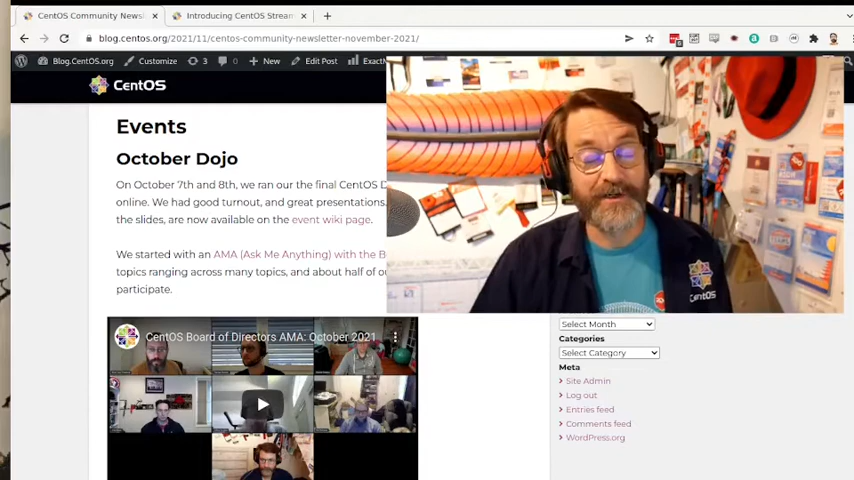 CentOS Community News
Introducing CentOS Stream
blog.centos.org/2021/11/centos-community-newsletter-november-2021/
Blog.CentOS.org
Customize
3
0
New
Edit Post
ExactM
CentOS
Events
October Dojo
On October 7th and 8th, we ran our the final CentOS D
online. We had good turnout, and great presentations.
the slides, are now available on the event wiki page.
We started with an AMA (Ask Me Anything) with the B
topics ranging across many topics, and about half of ou
participate.
CentOS Board of Directors AMA: October 2021
CentOS
Select Month
Categories
Select Category
Meta
Site Admin
Log out
Entries feed
Comments feed
WordPress.org